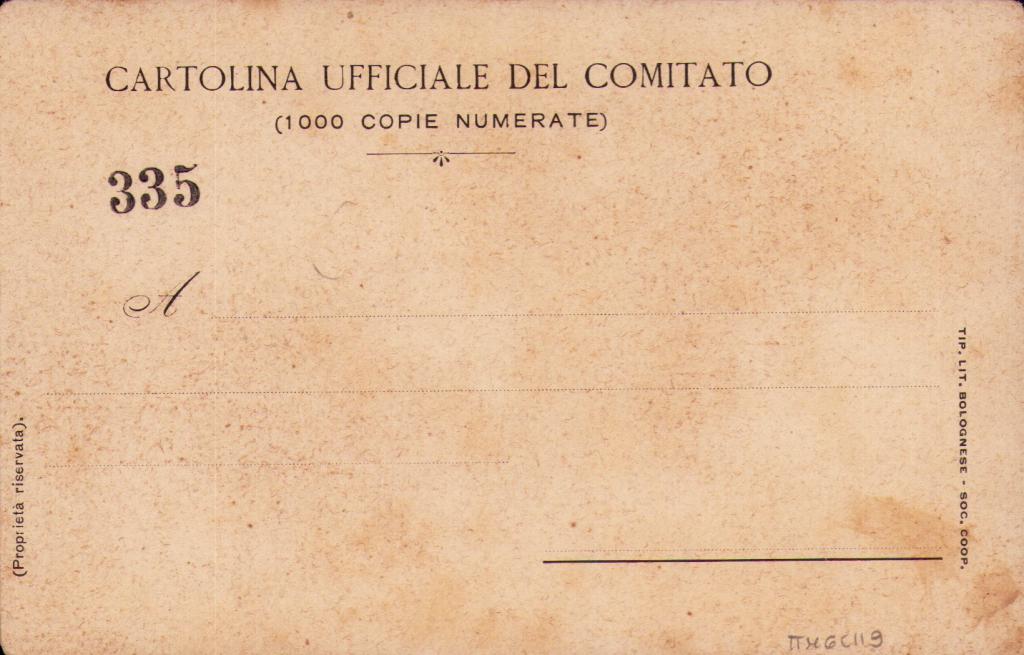 CARTOLINA UFFICIALE DEL COMITATO
(1000 COPIE NUMERATE)
335
A
(Proprietà riservata).
TIP. LIT. BOLOGNESE - SOC. COOP.